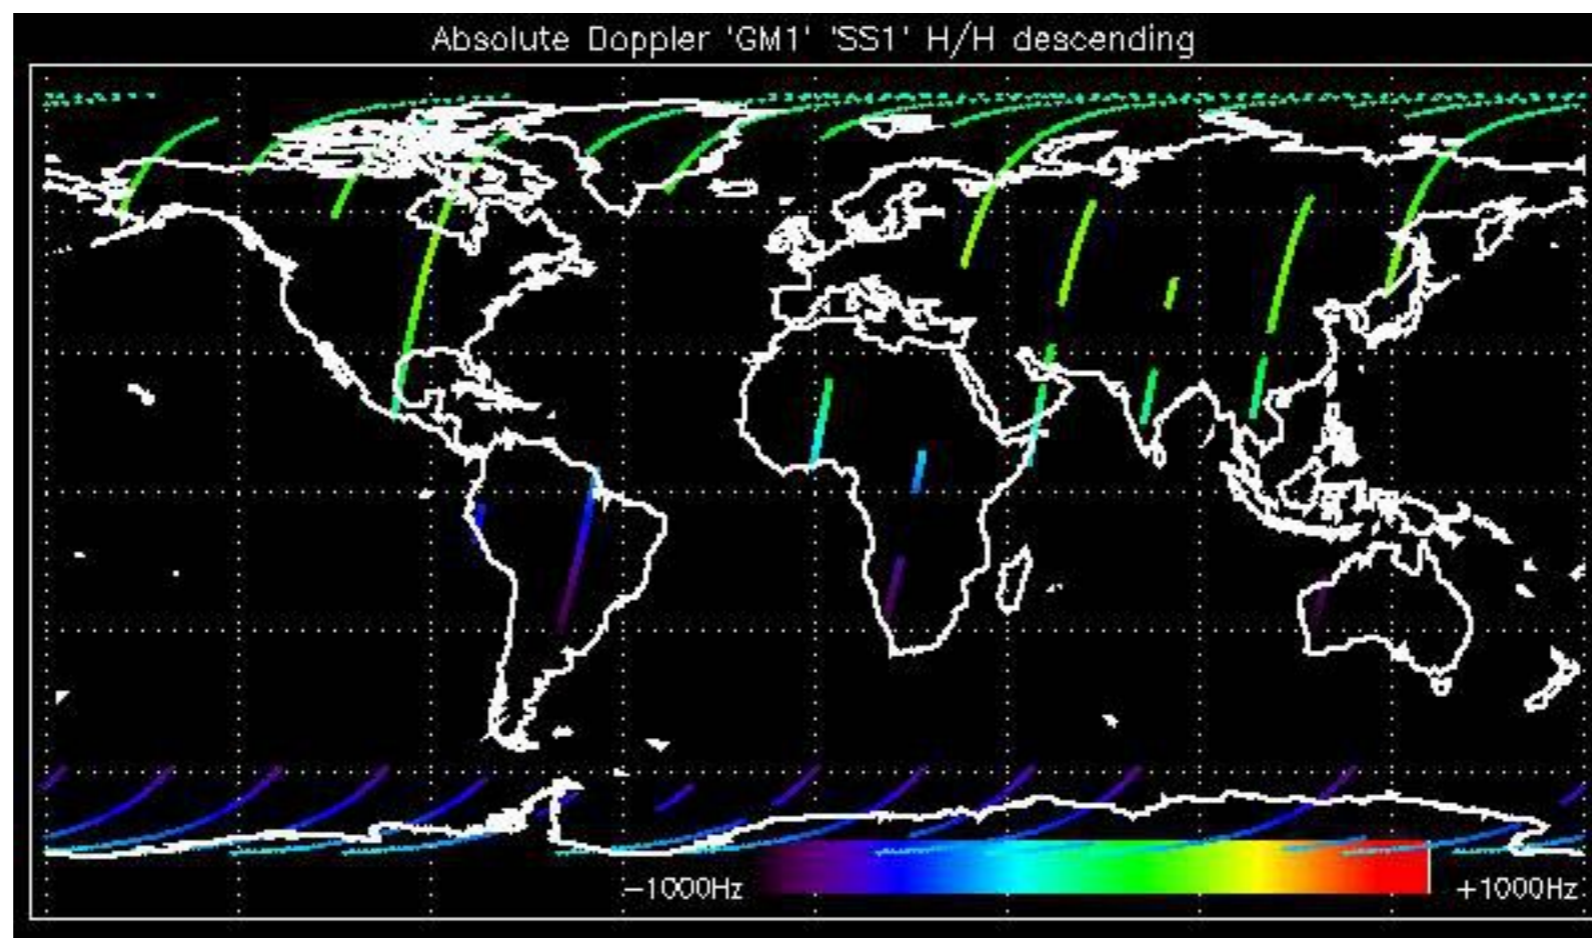 Absolute Doppler 'GM1' 'SS1' H/H descending
−1000Hz +1000Hz